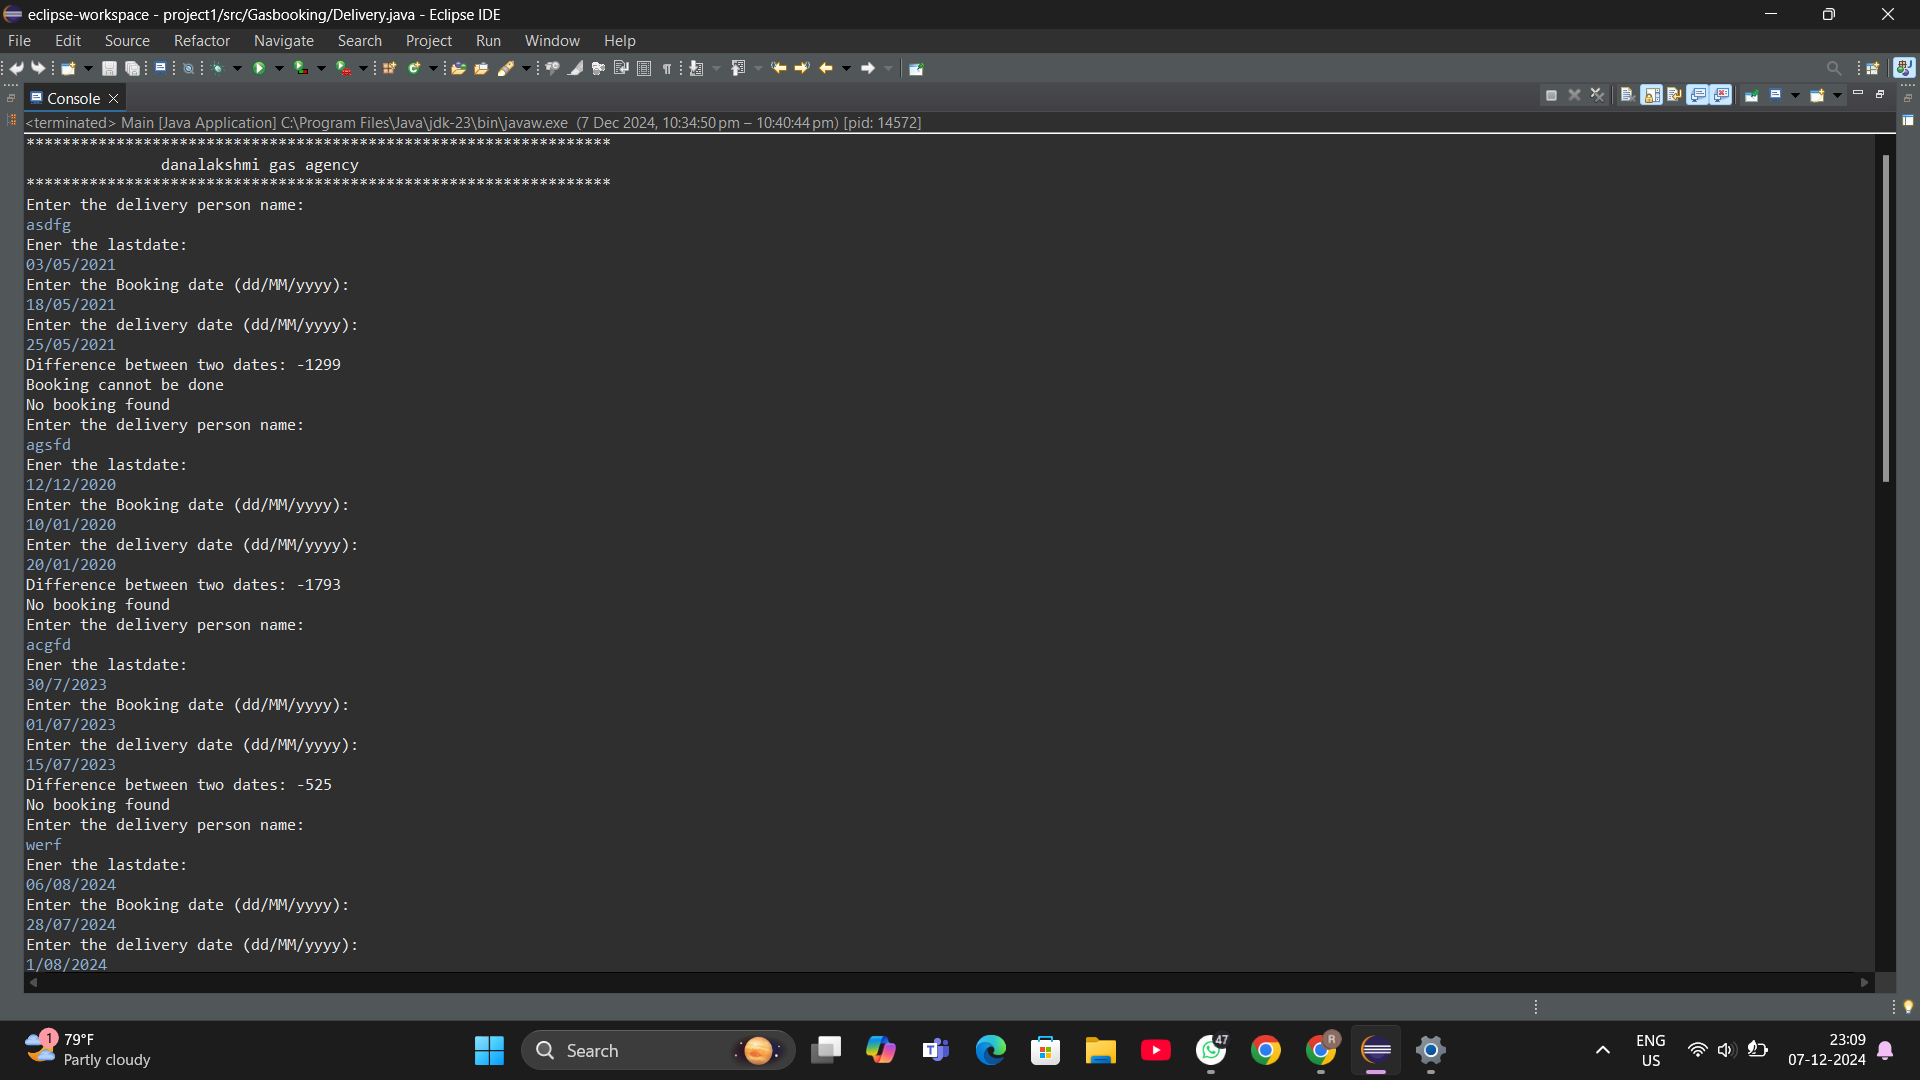 eclipse-workspace - project1/src/Gasbooking/Delivery.java - Eclipse IDE
File Edit Source Refactor Navigate Search Project Run Window Help
Console
<terminated> Main [Java Application] C:\Program Files\Java\jdk-23\bin\javaw.exe (7 Dec 2024, 10:34:50 pm – 10:40:44 pm) [pid: 14572]
*****************************************************************
danalakshmi gas agency
*****************************************************************
Enter the delivery person name:
asdfg
Ener the lastdate:
03/05/2021
Enter the Booking date (dd/MM/yyyy):
18/05/2021
Enter the delivery date (dd/MM/yyyy):
25/05/2021
Difference between two dates: -1299
Booking cannot be done
No booking found
Enter the delivery person name:
agsfd
Ener the lastdate:
12/12/2020
Enter the Booking date (dd/MM/yyyy):
10/01/2020
Enter the delivery date (dd/MM/yyyy):
20/01/2020
Difference between two dates: -1793
No booking found
Enter the delivery person name:
acgfd
Ener the lastdate:
30/7/2023
Enter the Booking date (dd/MM/yyyy):
01/07/2023
Enter the delivery date (dd/MM/yyyy):
15/07/2023
Difference between two dates: -525
No booking found
Enter the delivery person name:
werf
Ener the lastdate:
06/08/2024
Enter the Booking date (dd/MM/yyyy):
28/07/2024
Enter the delivery date (dd/MM/yyyy):
1/08/2024
1
79°F
Partly cloudy
Search
47
R
ENG
US
23:09
07-12-2024